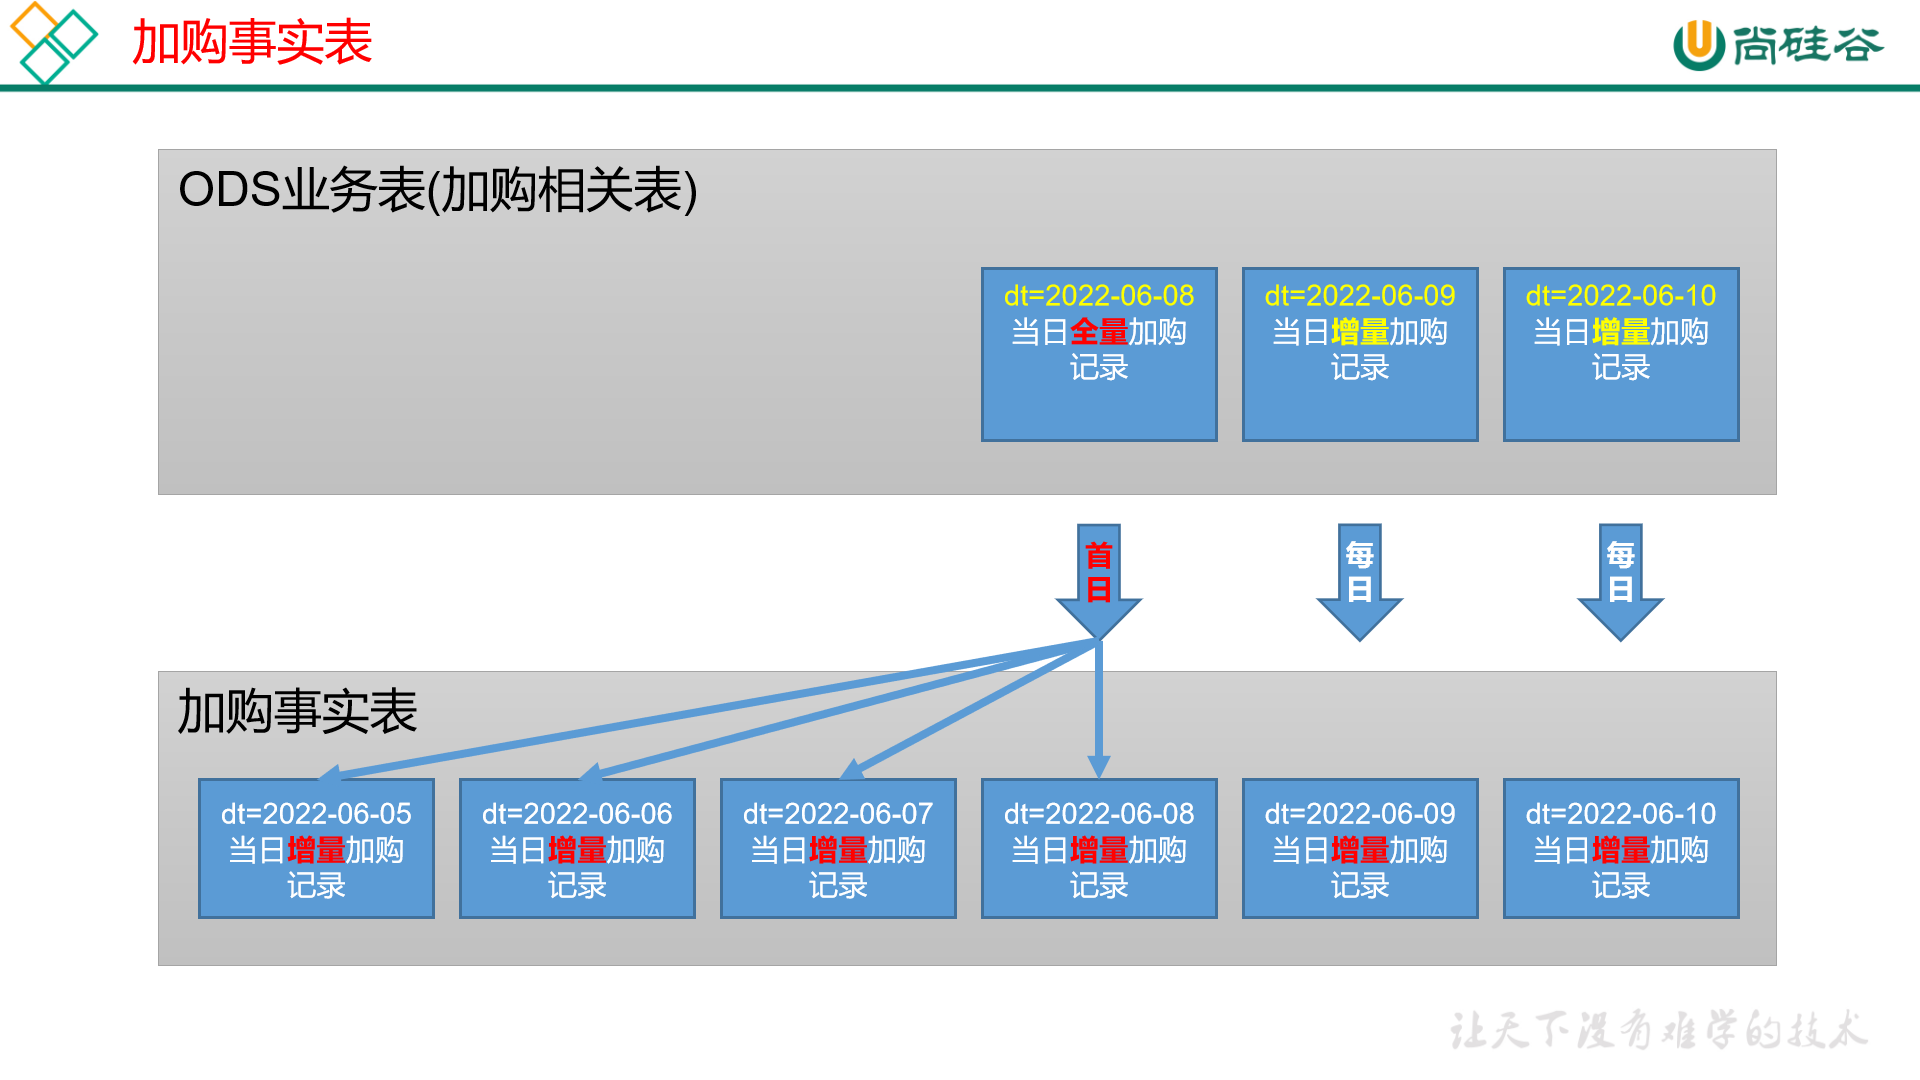 加购事实表
尚硅谷
ODS业务表(加购相关表)
dt=2022-06-08
当日全量加购
记录
dt=2022-06-09
当日增量加购
记录
dt=2022-06-10
当日增量加购
记录
首
日
每
日
每
日
加购事实表
dt=2022-06-05
当日增量加购
记录
dt=2022-06-06
当日增量加购
记录
dt=2022-06-07
当日增量加购
记录
dt=2022-06-08
当日增量加购
记录
dt=2022-06-09
当日增量加购
记录
dt=2022-06-10
当日增量加购
记录
让天下没有难学的技术